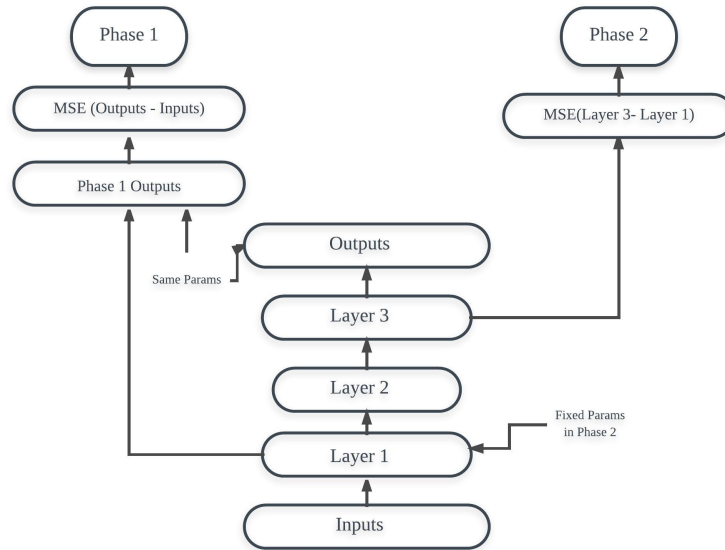 Phase 1
Phase 2
MSE (Outputs - Inputs)
MSE(Layer 3- Layer 1)
Phase 1 Outputs
Outputs
Same Params
Layer 3
Layer 2
Fixed Params
in Phase 2
Layer 1
Inputs